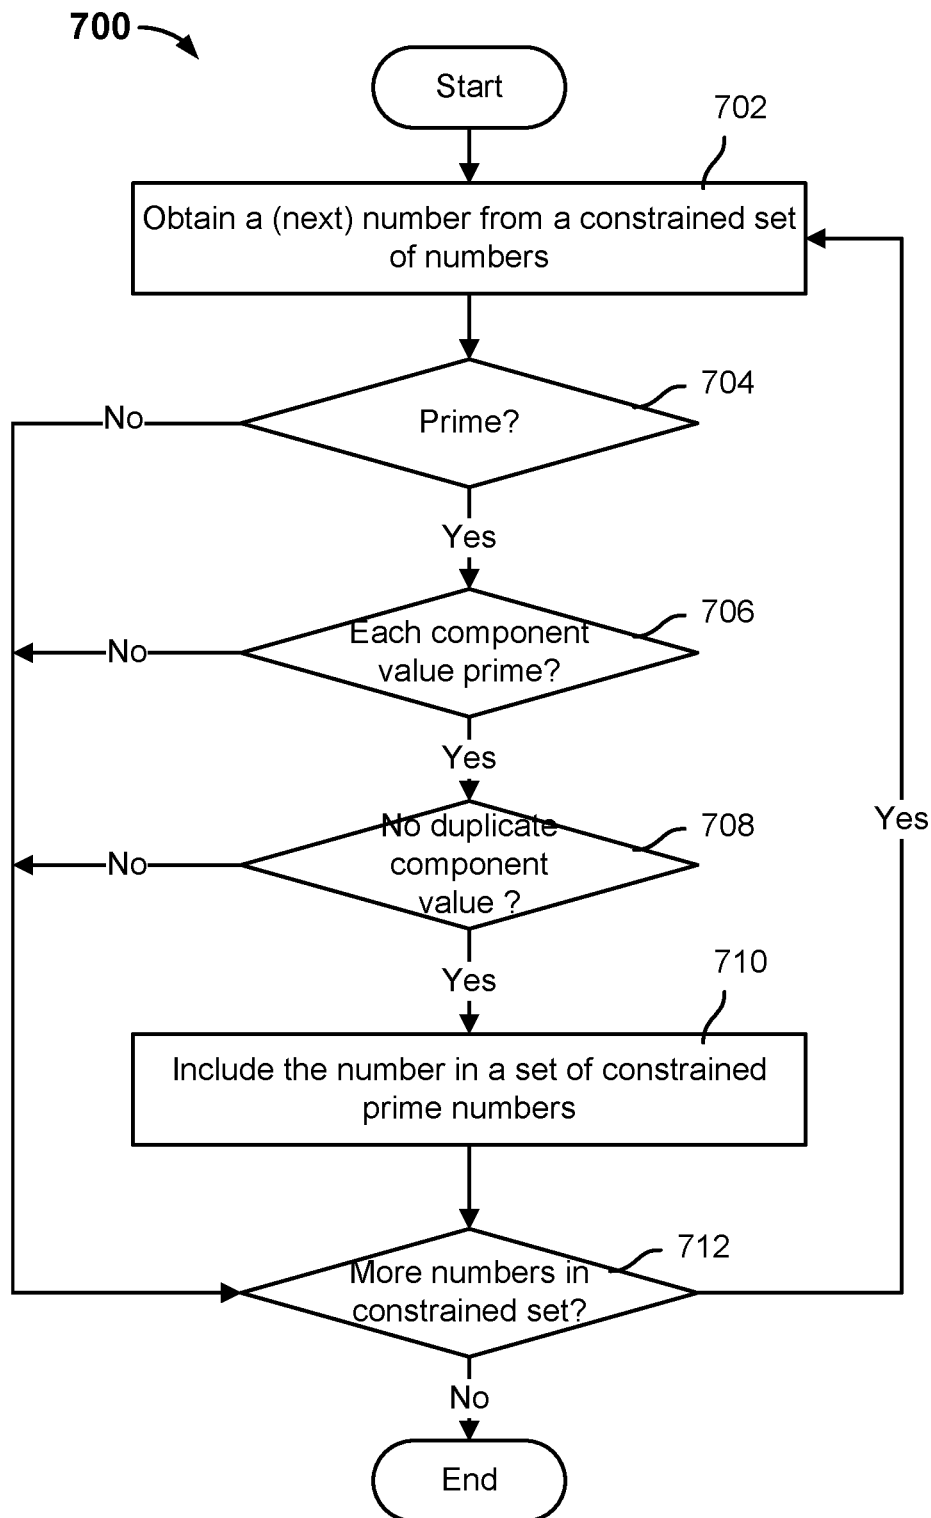 700
Start
702
Obtain a (next) number from a constrained set
of numbers
704
Prime?
No
Yes
706
Each component
value prime?
No
Yes
708
No duplicate
component
value ?
No
Yes
Yes
710
Include the number in a set of constrained
prime numbers
712
More numbers in
constrained set?
No
End